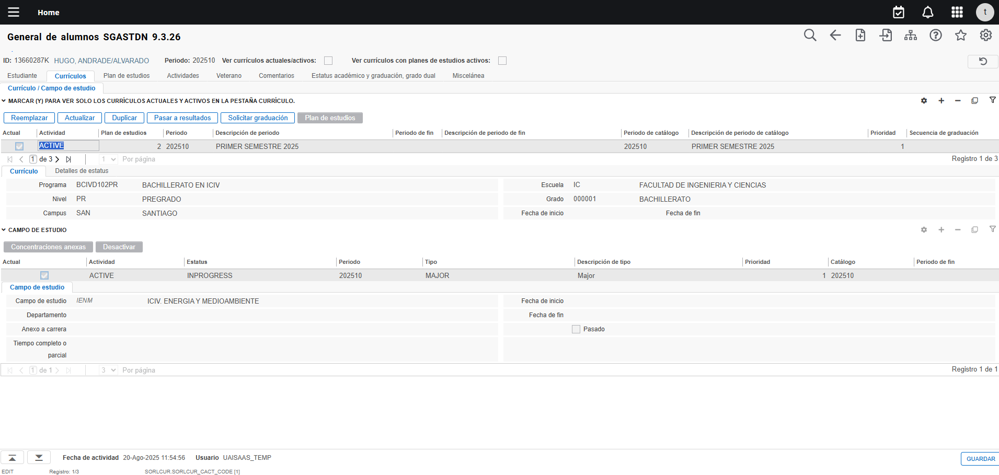 Home
t
General de alumnos SGASTDN 9.3.26
ID: 13660287K HUGO, ANDRADE/ALVARADO Periodo: 202510 Ver currículos actuales/activos: Ver currículos con planes de estudios activos:
Estudiante Currículos Plan de estudios Actividades Veterano Comentarios Estatus académico y graduación, grado dual Miscelánea
Currículo / Campo de estudio
MARCAR (Y) PARA VER SOLO LOS CURRÍCULOS ACTUALES Y ACTIVOS EN LA PESTAÑA CURRÍCULO.
Reemplazar Actualizar Duplicar Pasar a resultados Solicitar graduación Plan de estudios
Actual Actividad Plan de estudios Periodo Descripción de periodo Periodo de fin Descripción de periodo de fin Periodo de catálogo Descripción de periodo de catálogo Prioridad Secuencia de graduación
ACTIVE 2 202510 PRIMER SEMESTRE 2025 202510 PRIMER SEMESTRE 2025 1
1 de 3 1 Por página Registro 1 de 3
Currículo Detalles de estatus
Programa BCIVD102PR BACHILLERATO EN ICIV Escuela IC FACULTAD DE INGENIERIA Y CIENCIAS
Nivel PR PREGRADO Grado 000001 BACHILLERATO
Campus SAN SANTIAGO Fecha de inicio Fecha de fin
CAMPO DE ESTUDIO
Concentraciones anexas Desactivar
Actual Actividad Estatus Periodo Tipo Descripción de tipo Prioridad Catálogo Periodo de fin
ACTIVE INPROGRESS 202510 MAJOR Major 1 202510
Campo de estudio
Campo de estudio IENM ICIV. ENERGIA Y MEDIOAMBIENTE Fecha de inicio
Departamento Fecha de fin
Anexo a carrera Pasado
Tiempo completo o
parcial
1 de 1 3 Por página Registro 1 de 1
Fecha de actividad 20-Ago-2025 11:54:56 Usuario UAISAAS_TEMP GUARDAR
EDIT Registro: 1/3 SORLCUR.SORLCUR_CACT_CODE [1]